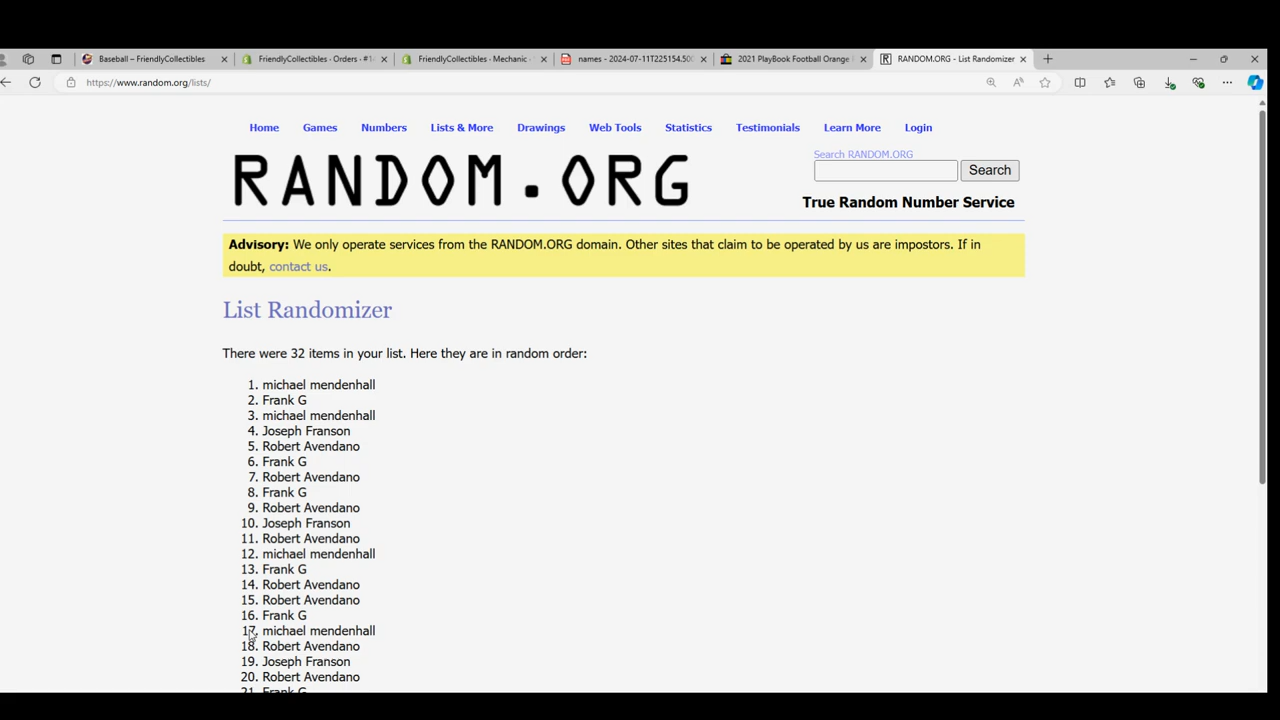 Baseball – FriendlyCollectibles
FriendlyCollectibles · Orders · #1
FriendlyCollectibles · Mechanic
names - 2024-07-11T225154.50
2021 PlayBook Football Orange
RANDOM.ORG - List Randomizer
https://www.random.org/lists/
Home Games Numbers Lists & More Drawings Web Tools Statistics Testimonials Learn More Login
RANDOM.ORG
Search RANDOM.ORG
Search
True Random Number Service
Advisory: We only operate services from the RANDOM.ORG domain. Other sites that claim to be operated by us are impostors. If in
doubt, contact us.
List Randomizer
There were 32 items in your list. Here they are in random order:
1. michael mendenhall
2. Frank G
3. michael mendenhall
4. Joseph Franson
5. Robert Avendano
6. Frank G
7. Robert Avendano
8. Frank G
9. Robert Avendano
10. Joseph Franson
11. Robert Avendano
12. michael mendenhall
13. Frank G
14. Robert Avendano
15. Robert Avendano
16. Frank G
17. michael mendenhall
18. Robert Avendano
19. Joseph Franson
20. Robert Avendano
21. Frank G